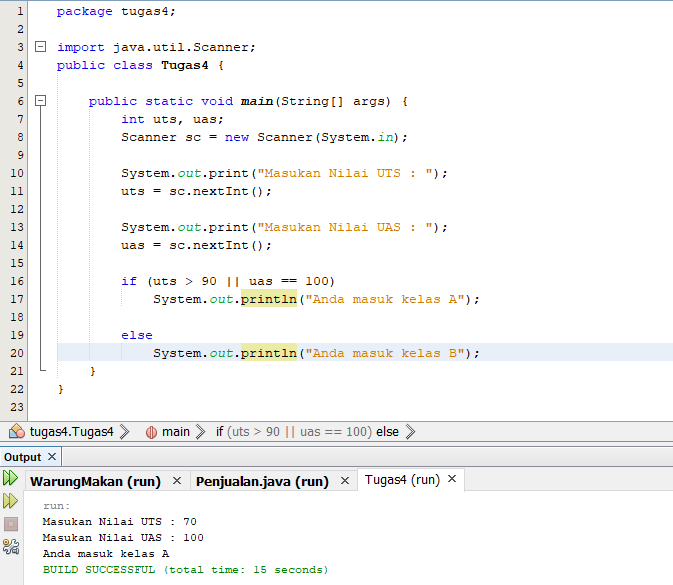 1 package tugas4;
2
3 import java.util.Scanner;
4 public class Tugas4 {
5
6 public static void main(String[] args) {
7 int uts, uas;
8 Scanner sc = new Scanner(System.in);
9
10 System.out.print("Masukan Nilai UTS : ");
11 uts = sc.nextInt();
12
13 System.out.print("Masukan Nilai UAS : ");
14 uas = sc.nextInt();
15
16 if (uts > 90 || uas == 100)
17 System.out.println("Anda masuk kelas A");
18
19 else
20 System.out.println("Anda masuk kelas B");
21 }
22 }
23
tugas4.Tugas4 main if (uts > 90 || uas == 100) else
Output ×
WarungMakan (run) × Penjualan.java (run) × Tugas4 (run) ×
run:
Masukan Nilai UTS : 70
Masukan Nilai UAS : 100
Anda masuk kelas A
BUILD SUCCESSFUL (total time: 15 seconds)